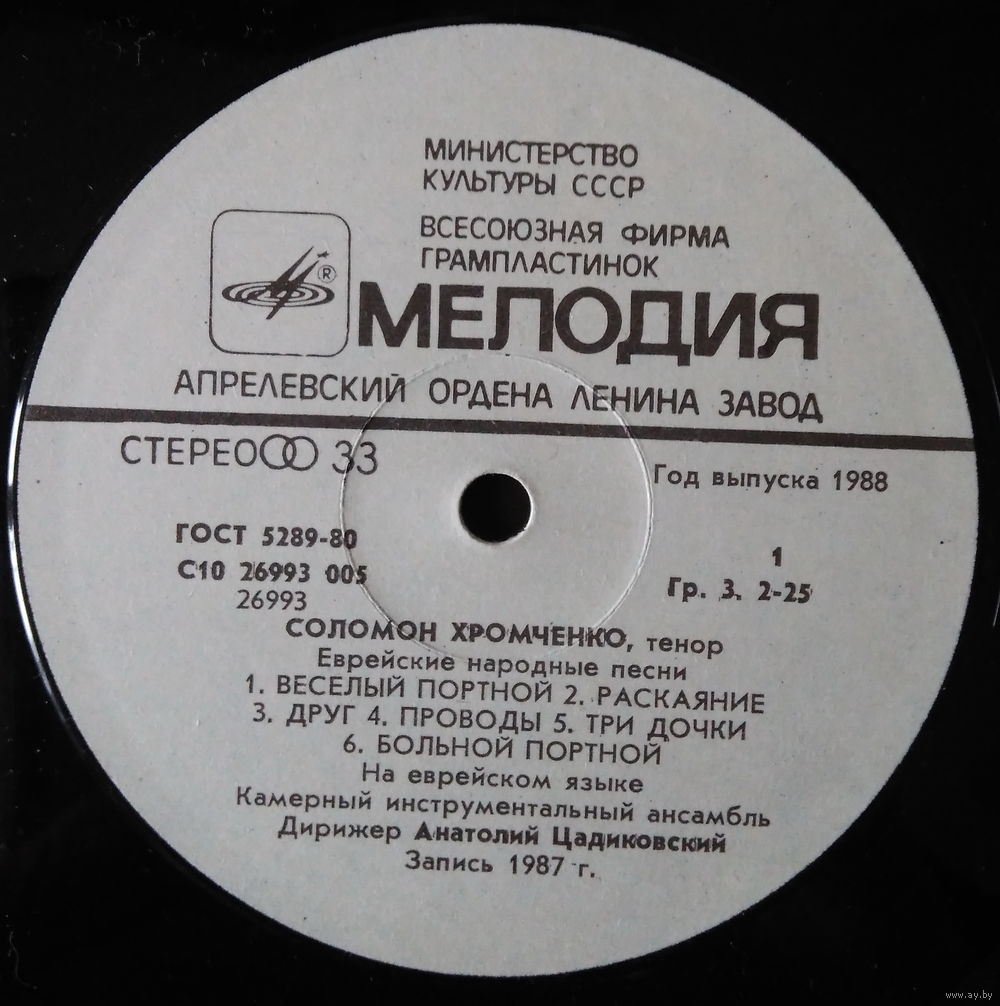 МИНИСТЕРСТВО
КУЛЬТУРЫ СССР
ВСЕСОЮЗНАЯ ФИРМА
ГРАМПЛАСТИНОК
®
МЕЛОДИЯ
АПРЕЛЕВСКИЙ ОРДЕНА ЛЕНИНА ЗАВОД
СТЕРЕО 33
Год выпуска 1988
ГОСТ 5289-80
С10 26993 005
26993
1
Гр. 3. 2-25
СОЛОМОН ХРОМЧЕНКО, тенор
Еврейские народные песни
1. ВЕСЕЛЫЙ ПОРТНОЙ 2. РАСКАЯНИЕ
3. ДРУГ 4. ПРОВОДЫ 5. ТРИ ДОЧКИ
6. БОЛЬНОЙ ПОРТНОЙ
На еврейском языке
Камерный инструментальный ансамбль
Дирижер Анатолий Цадиковский
Запись 1987 г.
www.ay.by